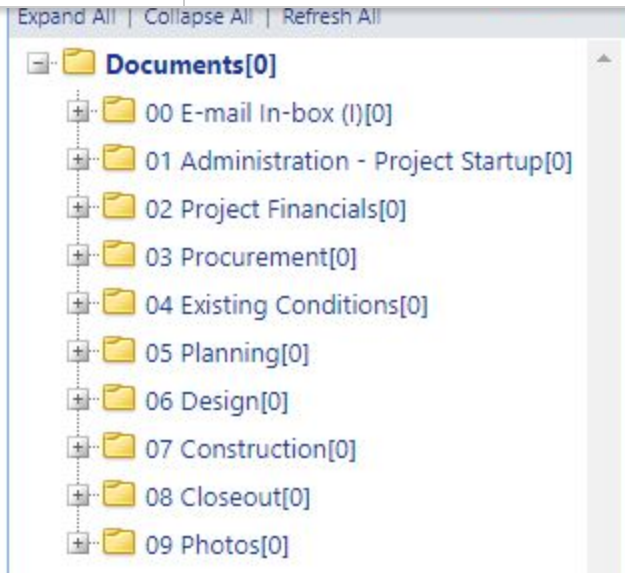 Expand All | Collapse All | Refresh All
Documents[0]
00 E-mail In-box (I)[0]
01 Administration - Project Startup[0]
02 Project Financials[0]
03 Procurement[0]
04 Existing Conditions[0]
05 Planning[0]
06 Design[0]
07 Construction[0]
08 Closeout[0]
09 Photos[0]